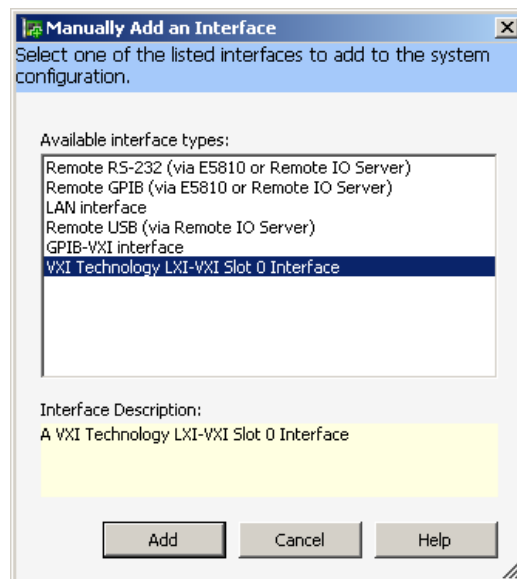 Manually Add an Interface
Select one of the listed interfaces to add to the system
configuration.
Available interface types:
Remote RS-232 (via E5810 or Remote IO Server)
Remote GPIB (via E5810 or Remote IO Server)
LAN interface
Remote USB (via Remote IO Server)
GPIB-VXI interface
VXI Technology LXI-VXI Slot 0 Interface
Interface Description:
A VXI Technology LXI-VXI Slot 0 Interface
Add Cancel Help